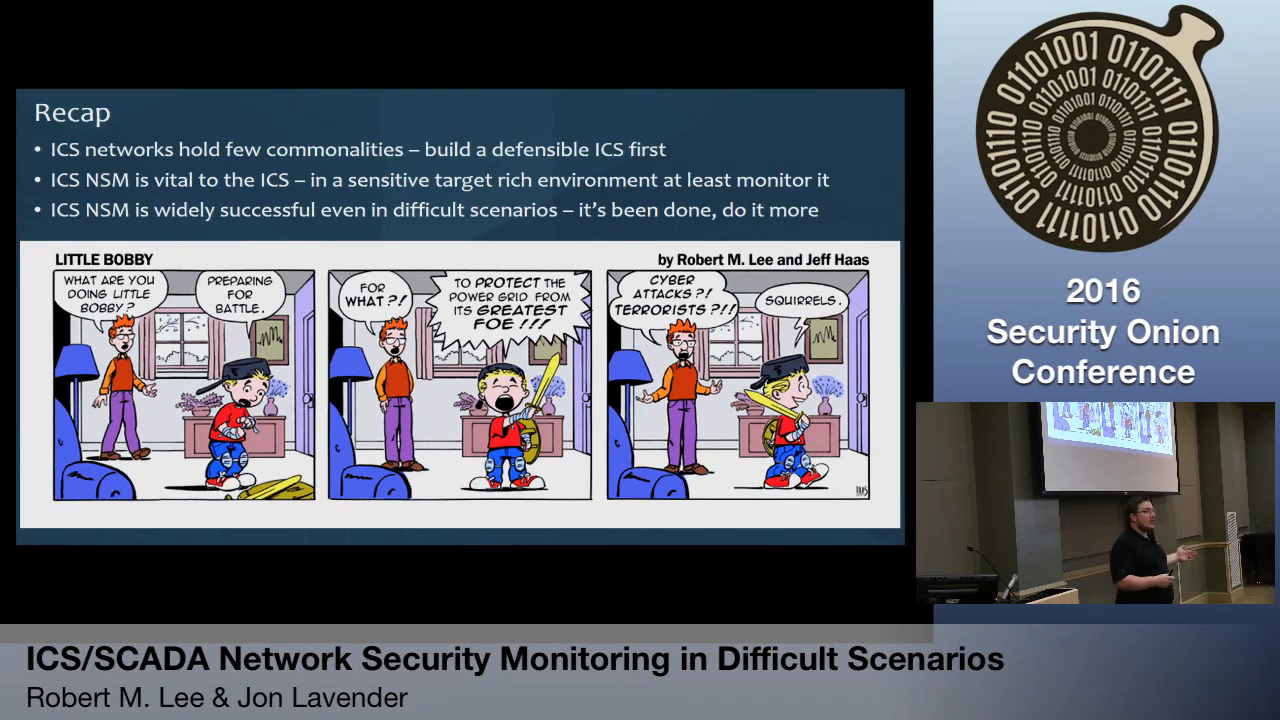 Recap
• ICS networks hold few commonalities – build a defensible ICS first
• ICS NSM is vital to the ICS – in a sensitive target rich environment at least monitor it
• ICS NSM is widely successful even in difficult scenarios – it's been done, do it more
LITTLE BOBBY
by Robert M. Lee and Jeff Haas
WHAT ARE YOU
DOING LITTLE
BOBBY?
PREPARING
FOR
BATTLE.
FOR
WHAT?!
TO PROTECT THE
POWER GRID FROM
ITS GREATEST
FOE!!!
CYBER
ATTACKS?!
TERRORISTS?!!
SQUIRRELS.
HAAS
2016
Security Onion
Conference
ICS/SCADA Network Security Monitoring in Difficult Scenarios
Robert M. Lee & Jon Lavender